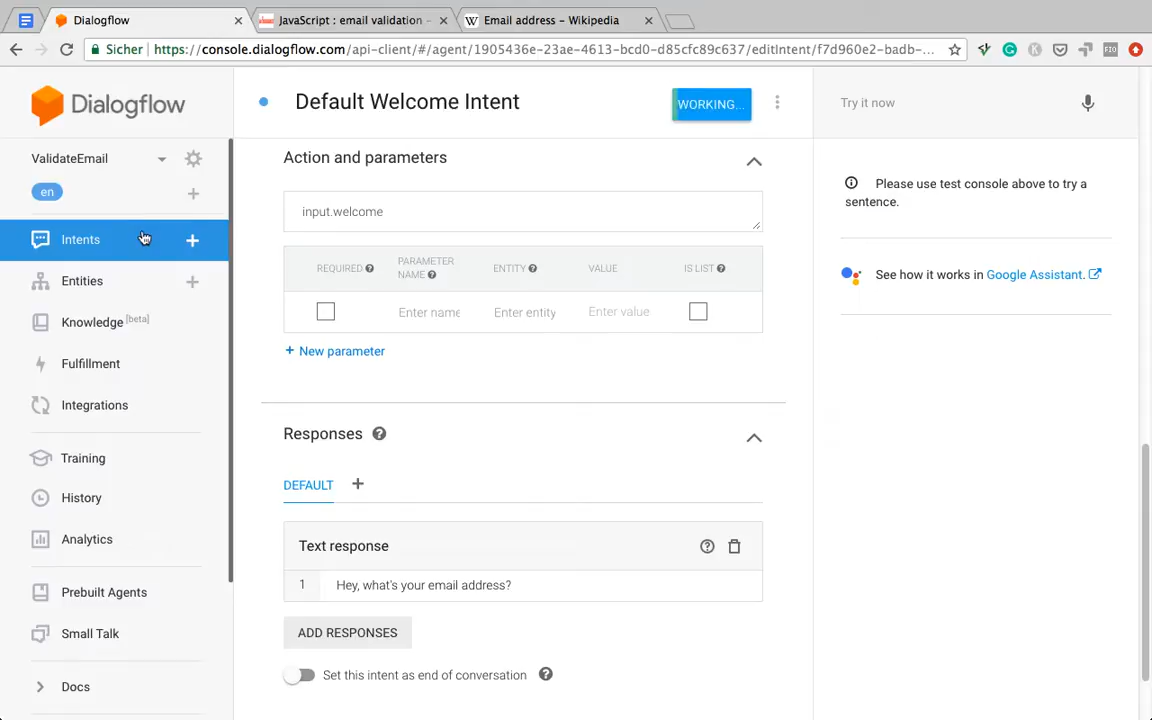 Dialogflow
JavaScript : email validation -
Email address – Wikipedia
Sicher
https://console.dialogflow.com/api-client/#/agent/1905436e-23ae-4613-bcd0-d85cfc89c637/editIntent/f7d960e2-badb-...
Dialogflow
ValidateEmail
en
Intents
Entities
Knowledge [beta]
Fulfillment
Integrations
Training
History
Analytics
Prebuilt Agents
Small Talk
Docs
Default Welcome Intent
WORKING...
Action and parameters
input.welcome
REQUIRED
PARAMETER NAME
ENTITY
VALUE
IS LIST
Enter name
Enter entity
Enter value
+ New parameter
Responses
DEFAULT
Text response
1
Hey, what's your email address?
ADD RESPONSES
Set this intent as end of conversation
Try it now
Please use test console above to try a
sentence.
See how it works in Google Assistant.